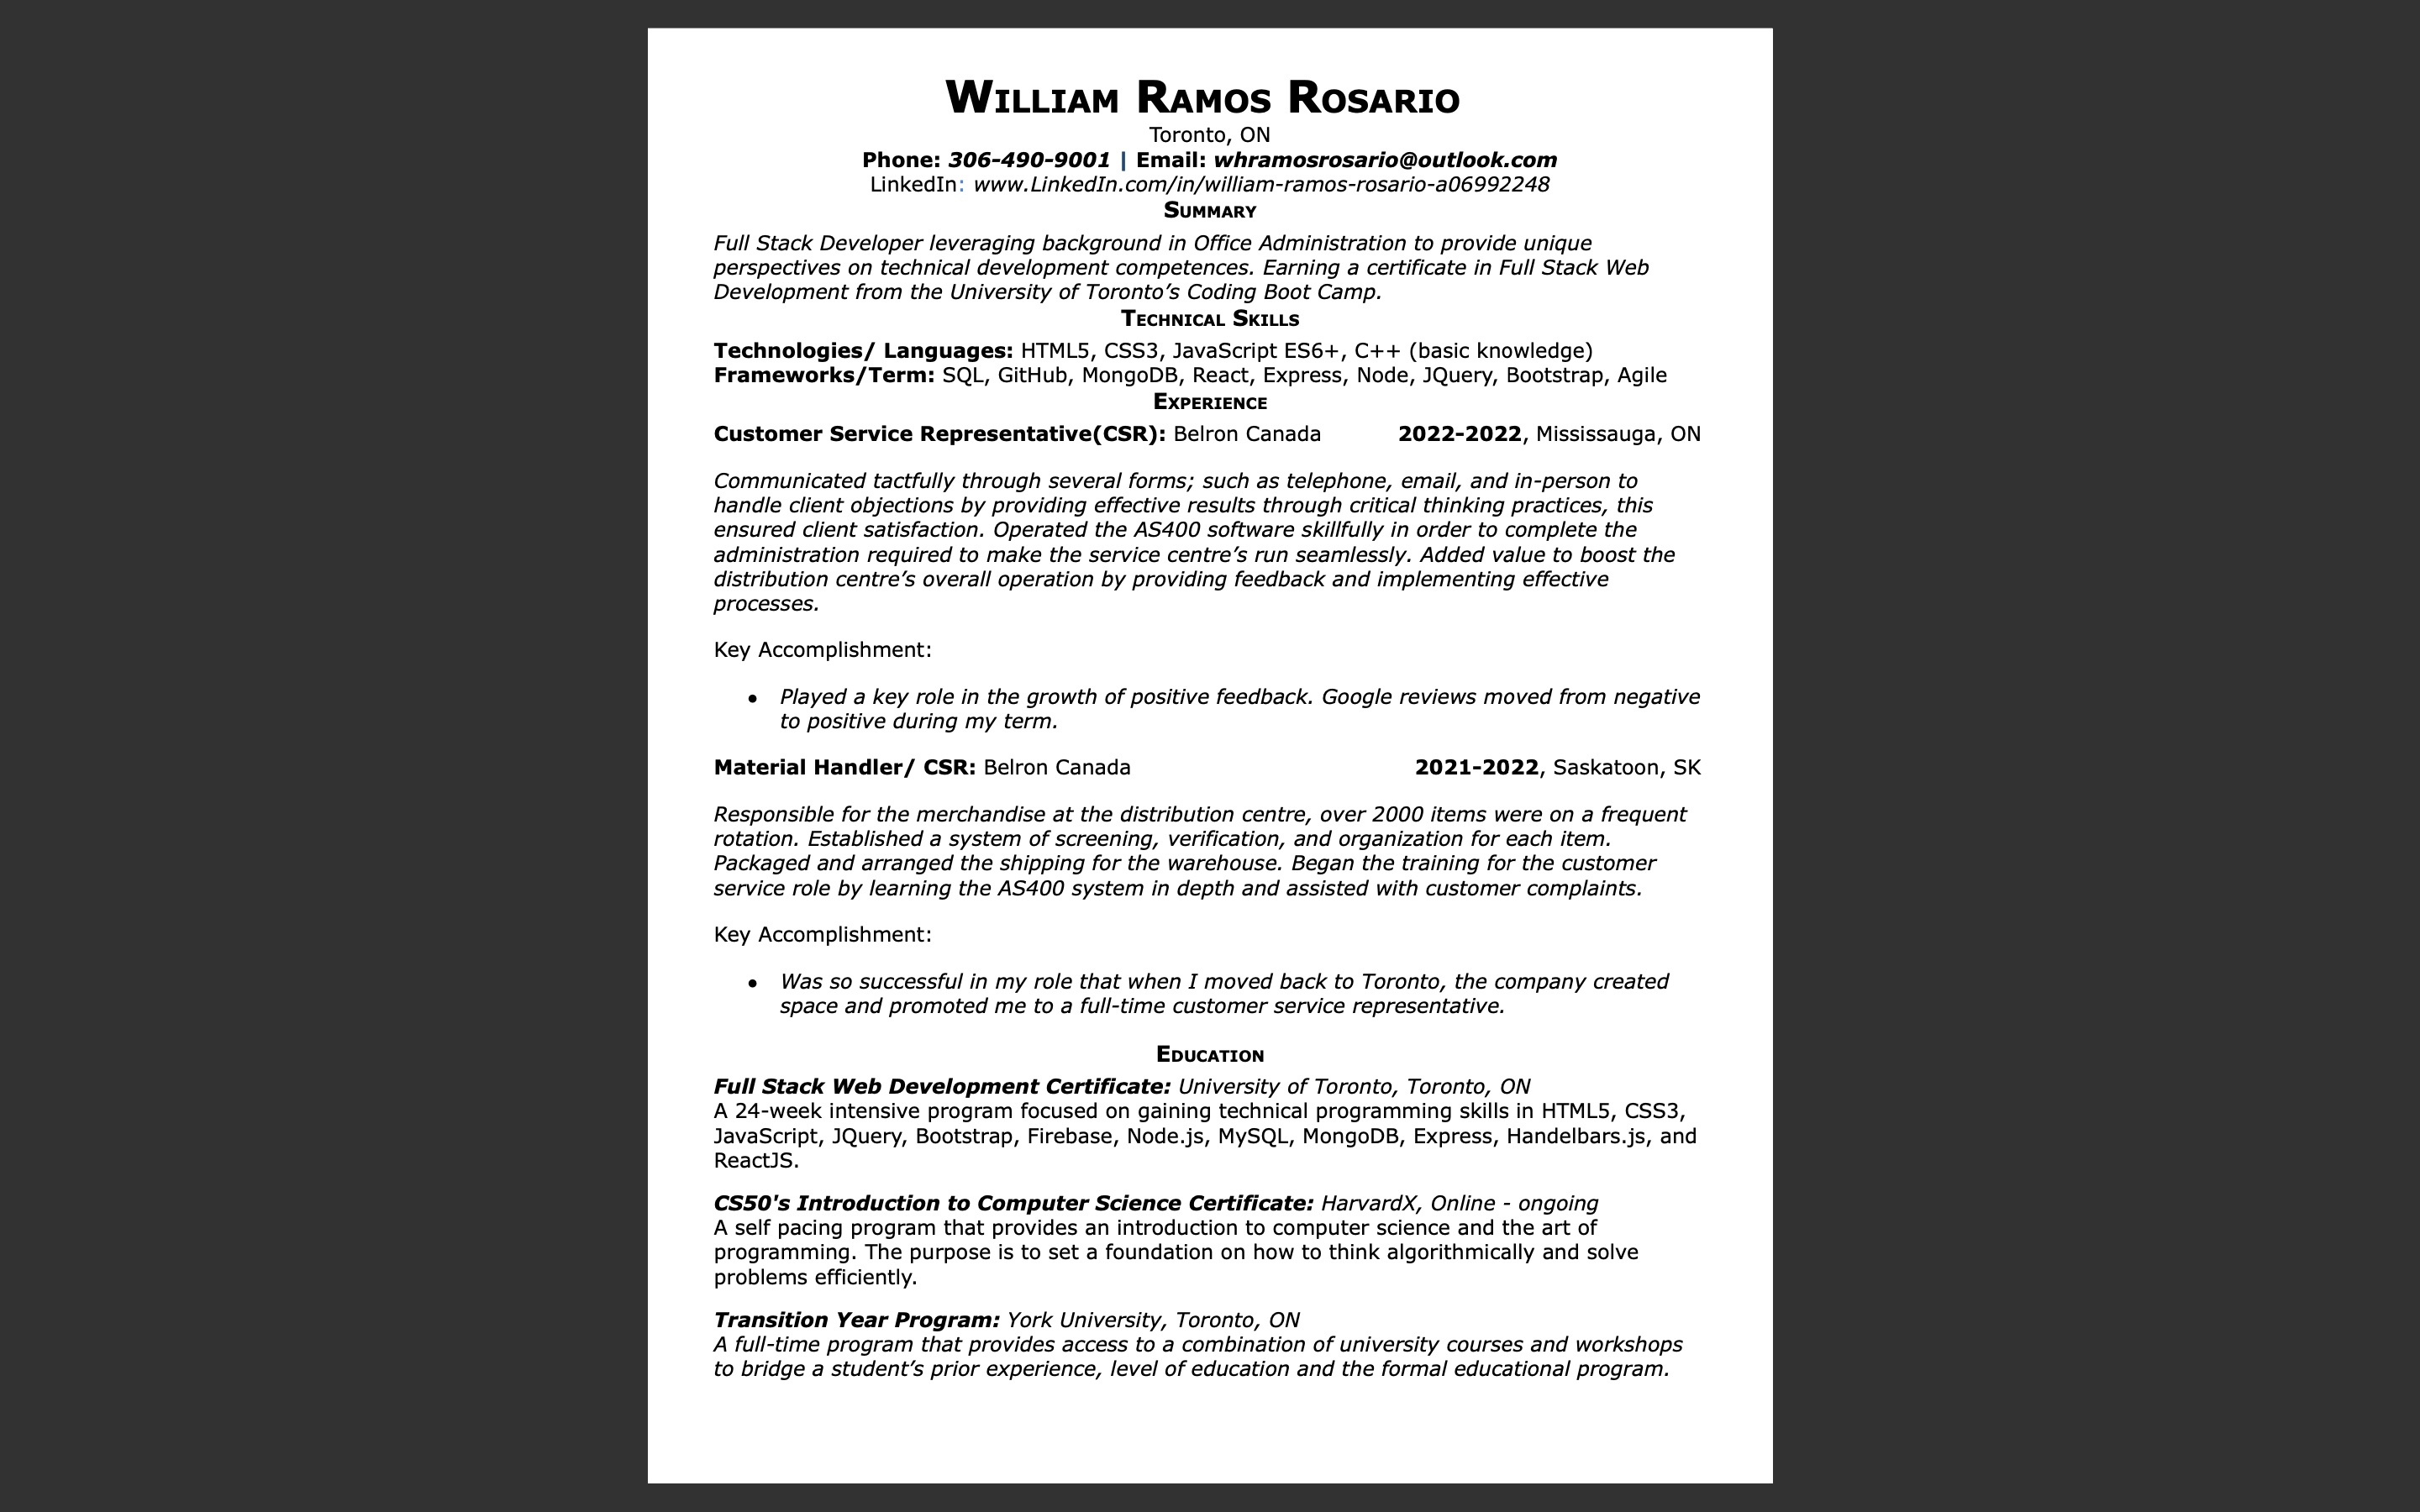 William Ramos Rosario
Toronto, ON
Phone: 306-490-9001 | Email: whramosrosario@outlook.com
LinkedIn: www.LinkedIn.com/in/william-ramos-rosario-a06992248
Summary
Full Stack Developer leveraging background in Office Administration to provide unique
perspectives on technical development competences. Earning a certificate in Full Stack Web
Development from the University of Toronto’s Coding Boot Camp.
Technical Skills
Technologies/ Languages: HTML5, CSS3, JavaScript ES6+, C++ (basic knowledge)
Frameworks/Term: SQL, GitHub, MongoDB, React, Express, Node, JQuery, Bootstrap, Agile
Experience
Customer Service Representative(CSR): Belron Canada 2022-2022, Mississauga, ON
Communicated tactfully through several forms; such as telephone, email, and in-person to
handle client objections by providing effective results through critical thinking practices, this
ensured client satisfaction. Operated the AS400 software skillfully in order to complete the
administration required to make the service centre’s run seamlessly. Added value to boost the
distribution centre’s overall operation by providing feedback and implementing effective
processes.
Key Accomplishment:
● Played a key role in the growth of positive feedback. Google reviews moved from negative
to positive during my term.
Material Handler/ CSR: Belron Canada 2021-2022, Saskatoon, SK
Responsible for the merchandise at the distribution centre, over 2000 items were on a frequent
rotation. Established a system of screening, verification, and organization for each item.
Packaged and arranged the shipping for the warehouse. Began the training for the customer
service role by learning the AS400 system in depth and assisted with customer complaints.
Key Accomplishment:
● Was so successful in my role that when I moved back to Toronto, the company created
space and promoted me to a full-time customer service representative.
Education
Full Stack Web Development Certificate: University of Toronto, Toronto, ON
A 24-week intensive program focused on gaining technical programming skills in HTML5, CSS3,
JavaScript, JQuery, Bootstrap, Firebase, Node.js, MySQL, MongoDB, Express, Handelbars.js, and
ReactJS.
CS50's Introduction to Computer Science Certificate: HarvardX, Online - ongoing
A self pacing program that provides an introduction to computer science and the art of
programming. The purpose is to set a foundation on how to think algorithmically and solve
problems efficiently.
Transition Year Program: York University, Toronto, ON
A full-time program that provides access to a combination of university courses and workshops
to bridge a student’s prior experience, level of education and the formal educational program.